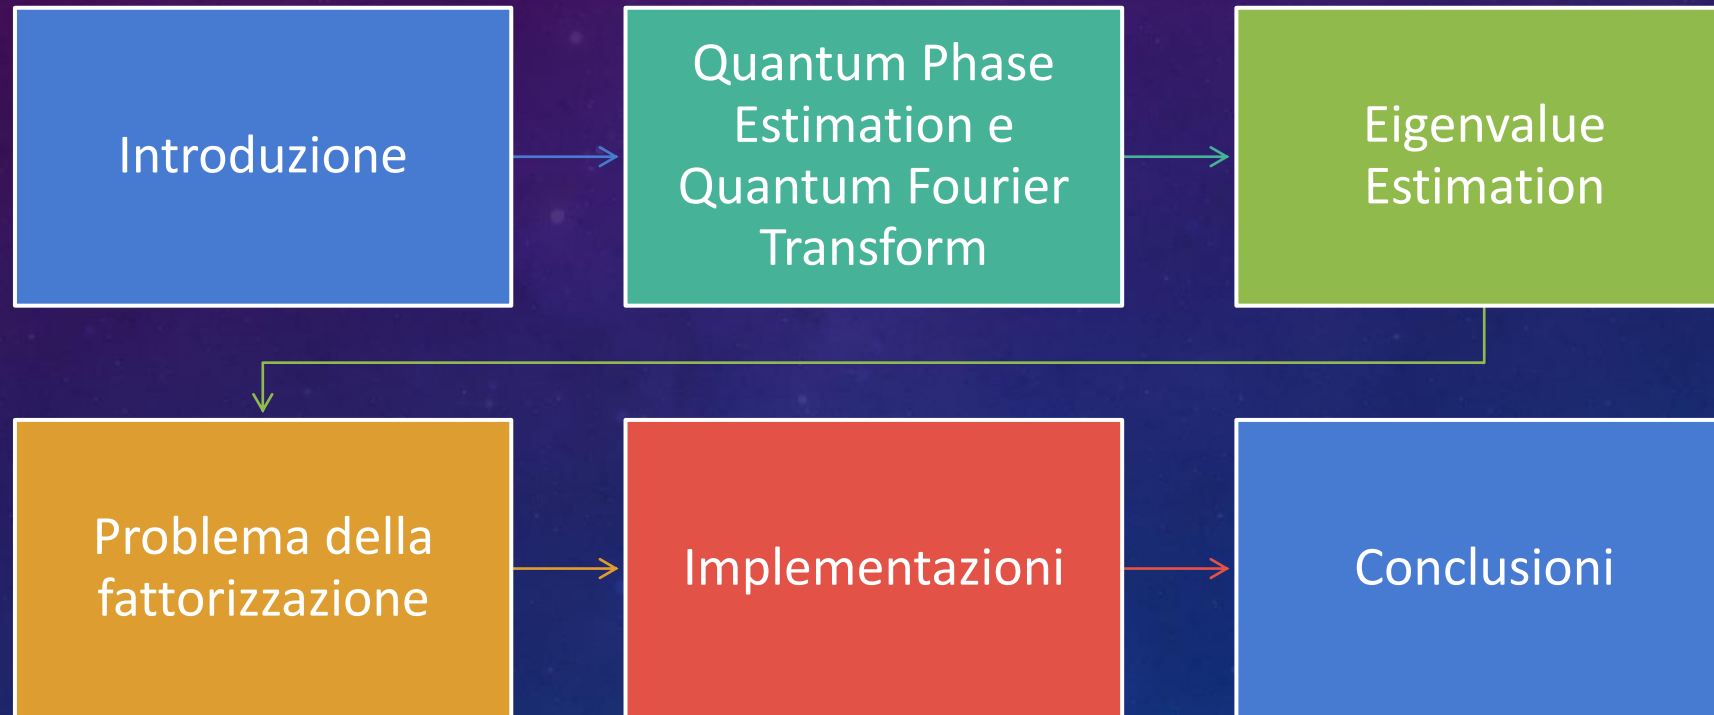 Introduzione
Quantum Phase
Estimation e
Quantum Fourier
Transform
Eigenvalue
Estimation
Problema della
fattorizzazione
Implementazioni
Conclusioni